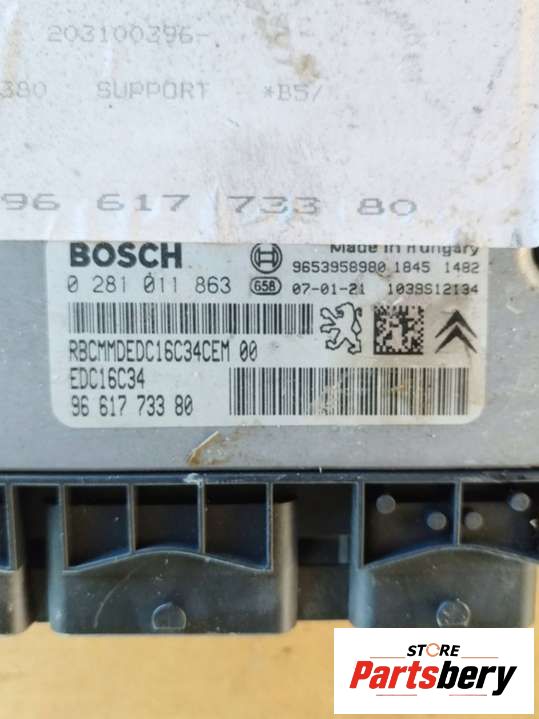 203100396-
380 SUPPORT *B5/
96 617 733 80
BOSCH
Made in Hungary
0 281 011 863
G58
9653958980 1845 1482
07-01-21 1039S12134
RBCMMDEDC16C34CEM 00
EDC16C34
96 617 733 80
STORE
Partsbery